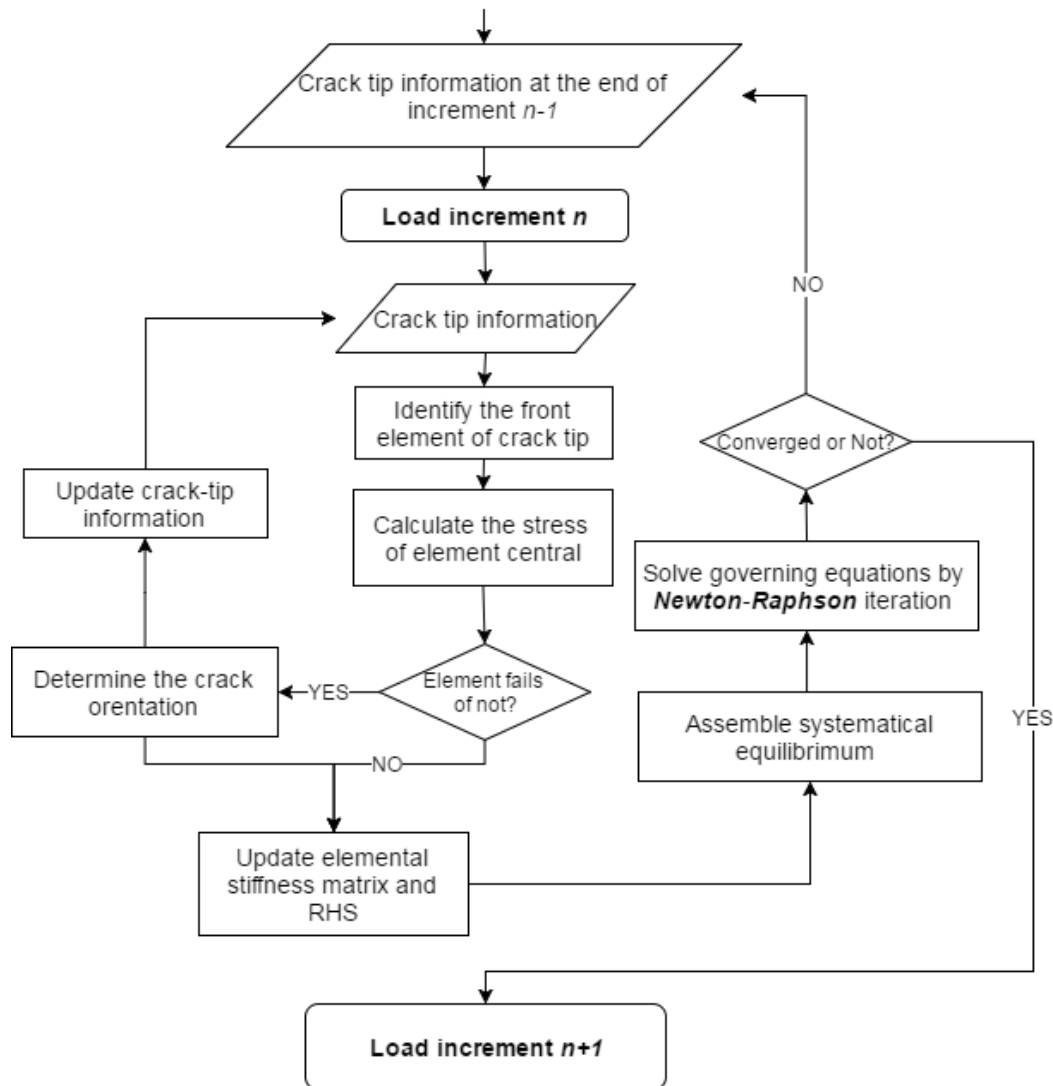 Crack tip information at the end of
increment n-1
Load increment n
Crack tip information
Identify the front
element of crack tip
Calculate the stress
of element central
Element fails
of not?
YES
NO
Determine the crack
orentation
Update crack-tip
information
Update elemental
stiffness matrix and
RHS
Assemble systematical
equilibrimum
Solve governing equations by
Newton-Raphson iteration
Converged or Not?
NO
YES
Load increment n+1